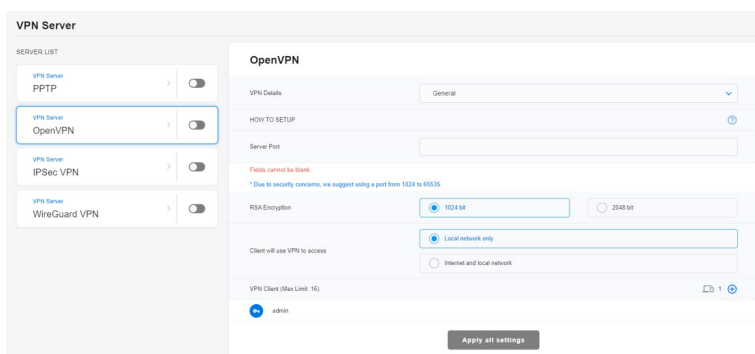 VPN Server
SERVER LIST
VPN Server
PPTP
VPN Server
OpenVPN
VPN Server
IPSec VPN
VPN Server
WireGuard VPN
OpenVPN
VPN Details
General
HOW TO SETUP
Server Port
Fields cannot be blank.
* Due to security concerns, we suggest using a port from 1024 to 65535.
RSA Encryption
1024 bit
2048 bit
Client will use VPN to access
Local network only
Internet and local network
VPN Client (Max Limit :16)
1
admin
Apply all settings